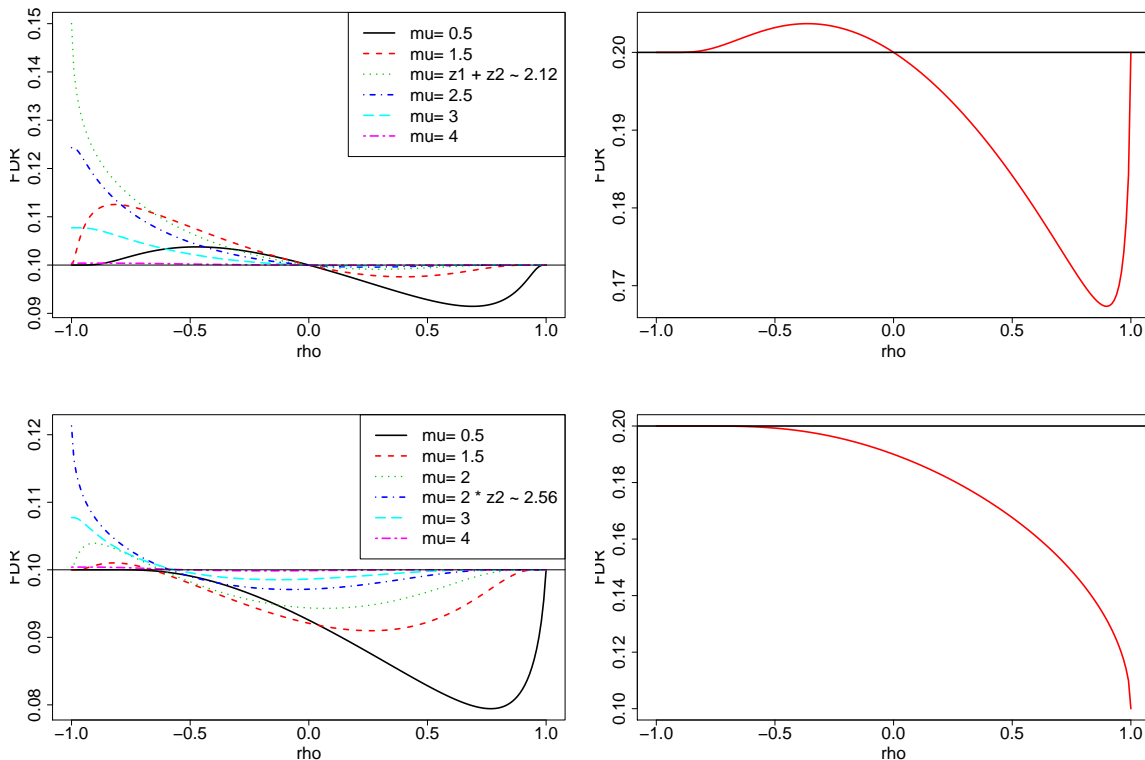 FDR
0.09 0.10 0.11 0.12 0.13 0.14 0.15
mu= 0.5
mu= 1.5
mu= z1 + z2 ~ 2.12
mu= 2.5
mu= 3
mu= 4
−1.0 −0.5 0.0 0.5 1.0
rho
FDR
0.17 0.18 0.19 0.20
−1.0 −0.5 0.0 0.5 1.0
rho
FDR
0.08 0.09 0.10 0.11 0.12
mu= 0.5
mu= 1.5
mu= 2
mu= 2 * z2 ~ 2.56
mu= 3
mu= 4
−1.0 −0.5 0.0 0.5 1.0
rho
FDR
0.10 0.12 0.14 0.16 0.18 0.20
−1.0 −0.5 0.0 0.5 1.0
rho